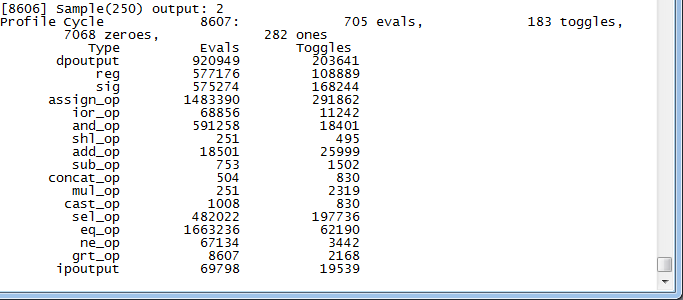 [8606] Sample(250) output: 2
Profile Cycle 8607: 705 evals, 183 toggles,
7068 zeroes, 282 ones
Type Evals Toggles
dpoutput 920949 203641
reg 577176 108889
sig 575274 168244
assign_op 1483390 291862
ior_op 68856 11242
and_op 591258 18401
shl_op 251 495
add_op 18501 25999
sub_op 753 1502
concat_op 504 830
mul_op 251 2319
cast_op 1008 830
sel_op 482022 197736
eq_op 1663236 62190
ne_op 67134 3442
grt_op 8607 2168
ipoutput 69798 19539